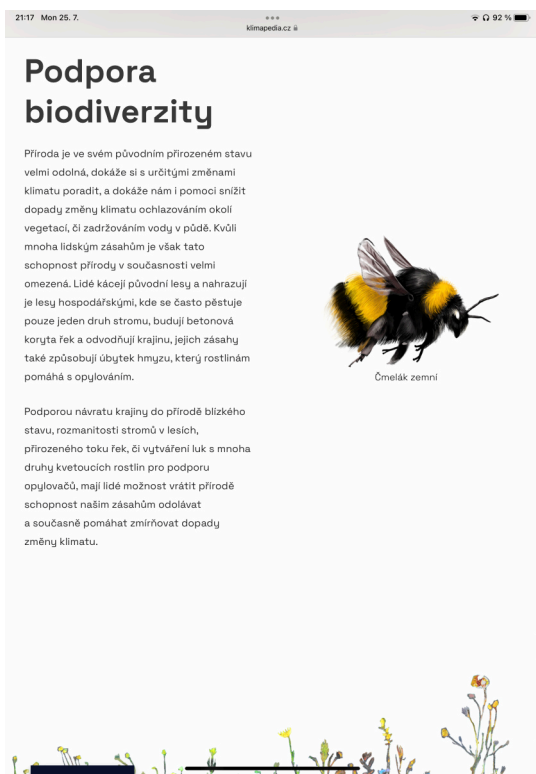 21:17 Mon 25. 7.
klimapedia.cz
92 %
Podpora
biodiverzity
Příroda je ve svém původním přirozeném stavu
velmi odolná, dokáže si s určitými změnami
klimatu poradit, a dokáže nám i pomoci snížit
dopady změny klimatu ochlazováním okolí
vegetací, či zadržováním vody v půdě. Kvůli
mnoha lidským zásahům je však tato
schopnost přírody v současnosti velmi
omezená. Lidé kácejí původní lesy a nahrazují
je lesy hospodářskými, kde se často pěstuje
pouze jeden druh stromu, budují betonová
koryta řek a odvodňují krajinu, jejich zásahy
také způsobují úbytek hmyzu, který rostlinám
pomáhá s opylováním.
Čmelák zemní
Podporou návratu krajiny do přírodě blízkého
stavu, rozmanitosti stromů v lesích,
přirozeného toku řek, či vytváření luk s mnoha
druhy kvetoucích rostlin pro podporu
opylovačů, mají lidé možnost vrátit přírodě
schopnost našim zásahům odolávat
a současně pomáhat zmírňovat dopady
změny klimatu.